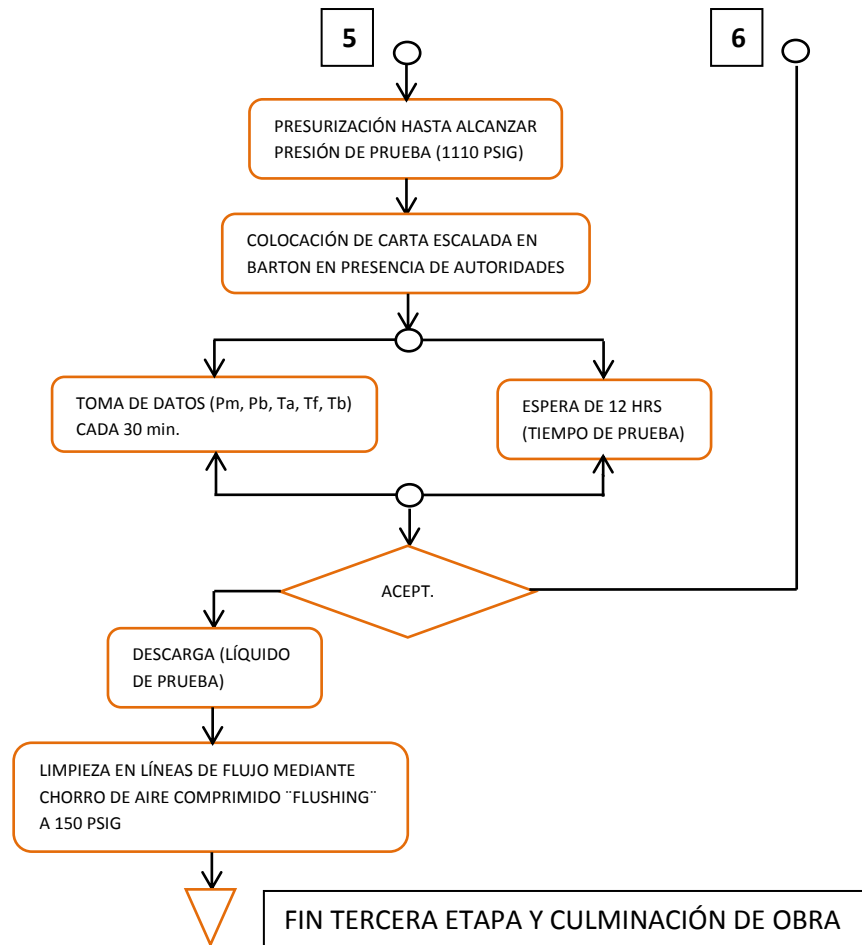 5
6
PRESURIZACIÓN HASTA ALCANZAR
PRESIÓN DE PRUEBA (1110 PSIG)
COLOCACIÓN DE CARTA ESCALADA EN
BARTON EN PRESENCIA DE AUTORIDADES
TOMA DE DATOS (Pm, Pb, Ta, Tf, Tb)
CADA 30 min.
ESPERA DE 12 HRS
(TIEMPO DE PRUEBA)
ACEPT.
DESCARGA (LÍQUIDO
DE PRUEBA)
LIMPIEZA EN LÍNEAS DE FLUJO MEDIANTE
CHORRO DE AIRE COMPRIMIDO ¨FLUSHING¨
A 150 PSIG
FIN TERCERA ETAPA Y CULMINACIÓN DE OBRA